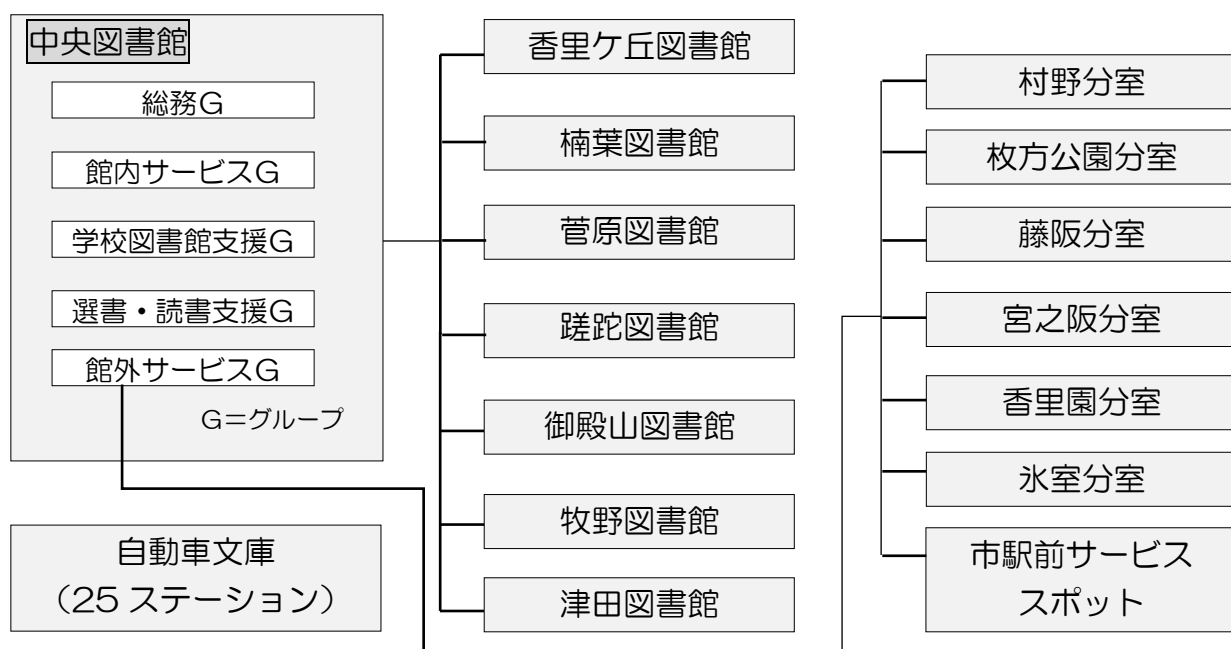 中央図書館
総務G
館内サービスG
学校図書館支援G
選書・読書支援G
館外サービスG
G＝グループ
自動車文庫
（25 ステーション）
香里ケ丘図書館
楠葉図書館
菅原図書館
蹉跎図書館
御殿山図書館
牧野図書館
津田図書館
村野分室
枚方公園分室
藤阪分室
宮之阪分室
香里園分室
氷室分室
市駅前サービス
スポット